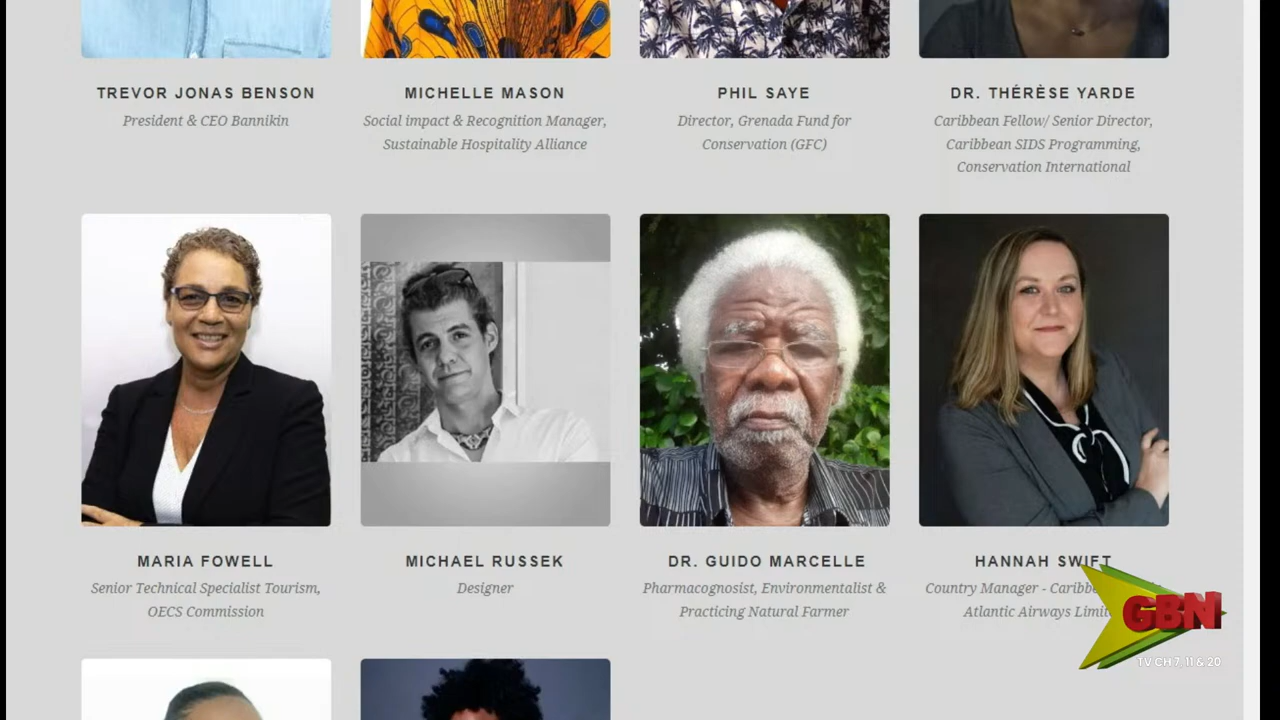 TREVOR JONAS BENSON
President & CEO Bannikin
MICHELLE MASON
Social impact & Recognition Manager,
Sustainable Hospitality Alliance
PHIL SAYE
Director, Grenada Fund for
Conservation (GFC)
DR. THÉRÈSE YARDE
Caribbean Fellow/ Senior Director,
Caribbean SIDS Programming,
Conservation International
MARIA FOWELL
Senior Technical Specialist Tourism,
OECS Commission
MICHAEL RUSSEK
Designer
DR. GUIDO MARCELLE
Pharmacognosist, Environmentalist &
Practicing Natural Farmer
HANNAH SWIFT
Country Manager -
Atlantic Airways
GBN
TV CH 7, 11 & 20